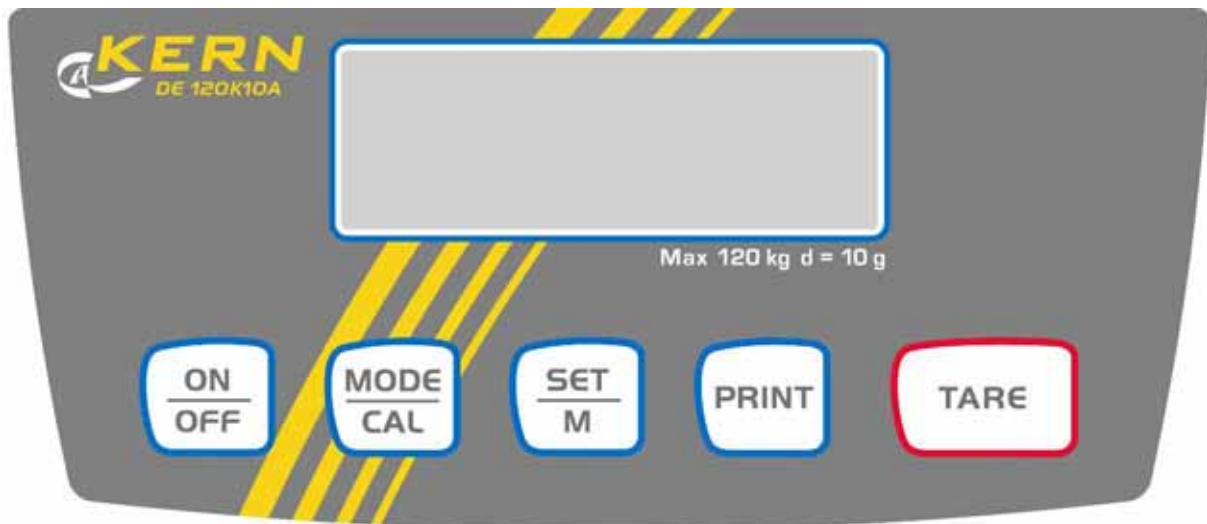 KERN
DE 120K10A
Max 120 kg d = 10 g
ON
OFF
MODE
CAL
SET
M
PRINT
TARE